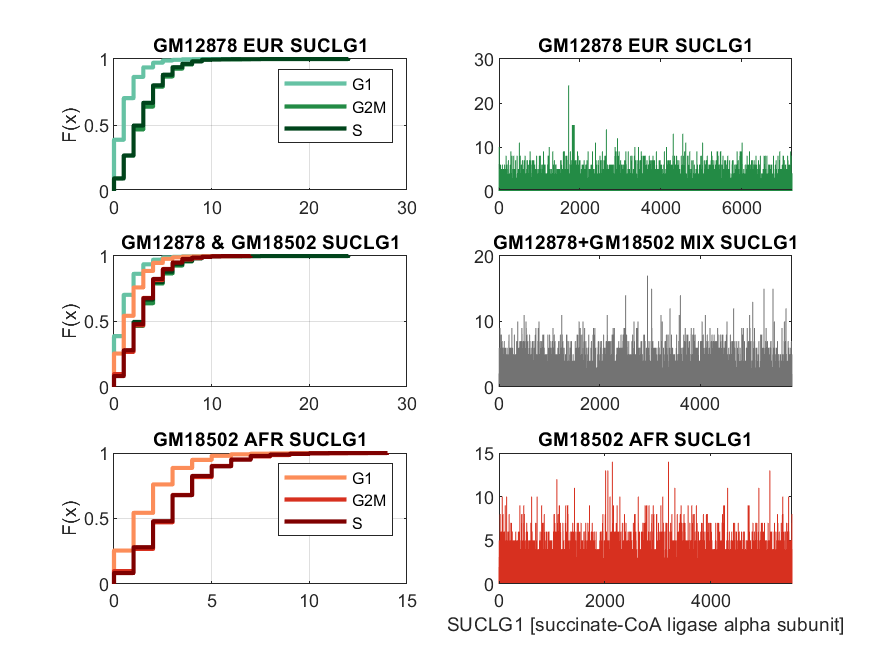 GM12878 EUR SUCLG1
F(x)
1
0.5
0
0
10
20
30
G1
G2M
S
GM12878 EUR SUCLG1
30
20
10
0
0
2000
4000
6000
GM12878 & GM18502 SUCLG1
F(x)
1
0.5
0
0
10
20
30
GM12878+GM18502 MIX SUCLG1
20
10
0
0
2000
4000
GM18502 AFR SUCLG1
F(x)
1
0.5
0
0
5
10
15
G1
G2M
S
GM18502 AFR SUCLG1
15
10
5
0
0
2000
4000
SUCLG1 [succinate-CoA ligase alpha subunit]